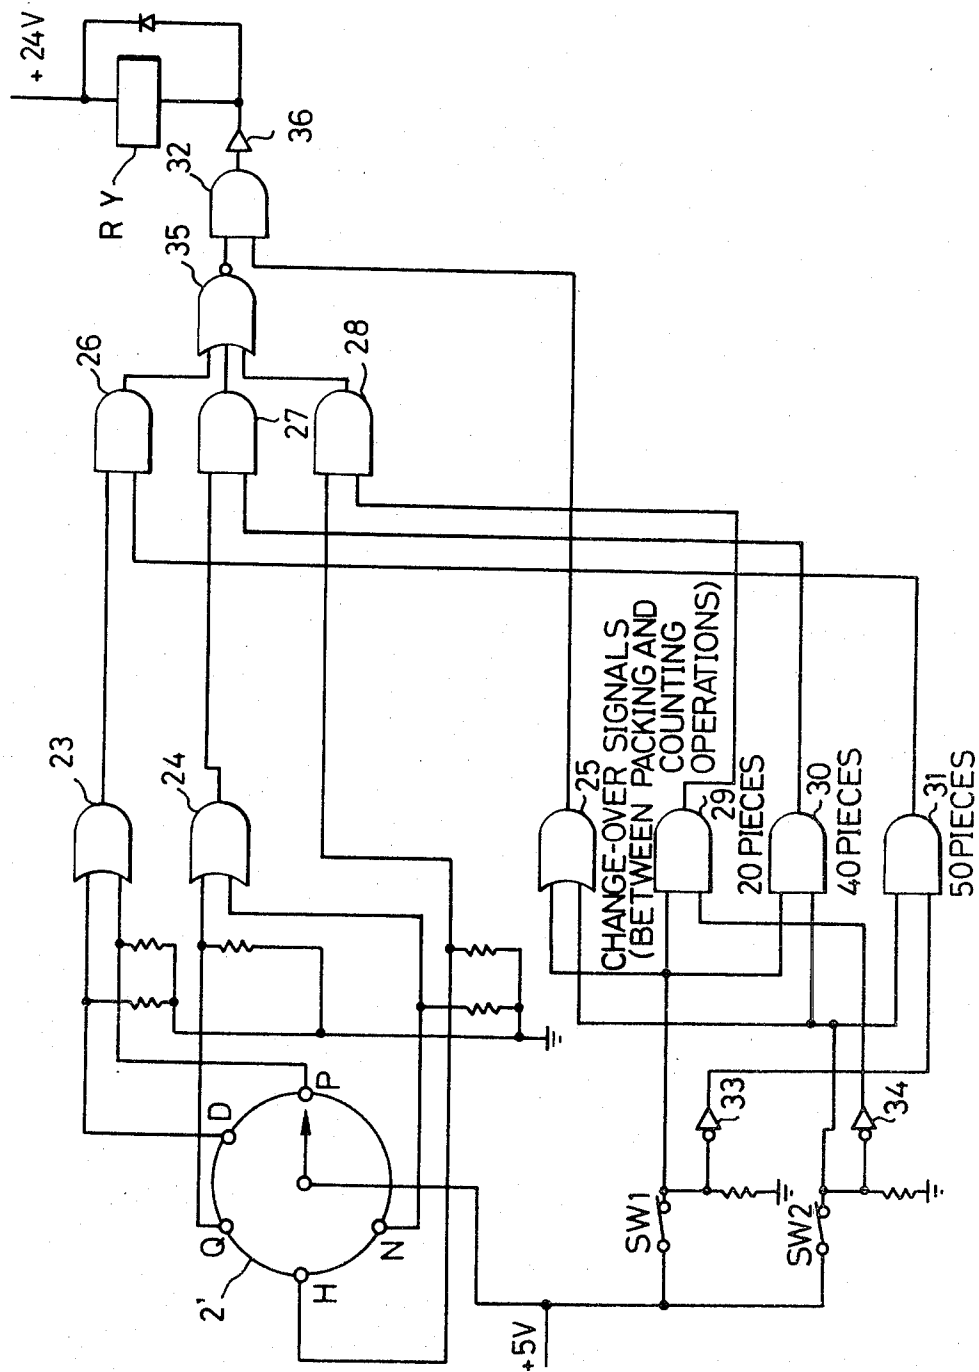 +24V
RY
36
32
35
26
27
28
23
24
25
CHANGE-OVER SIGNALS
(BETWEEN PACKING AND
COUNTING
OPERATIONS)
29
20 PIECES
30
40 PIECES
31
50 PIECES
D
P
Q
N
H
2'
33
34
SW1
SW2
+5V